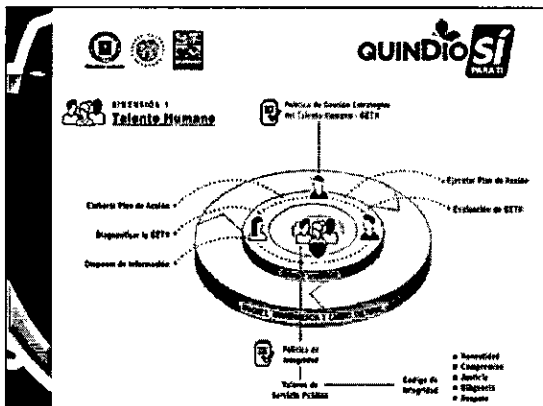 QUINDÍO SÍ
PARA TI
DIMENSIÓN 1
Talento Humano
Política de Gestión Estratégica
del Talento Humano - GETH
Ejecutar Plan de Acción
Elaborar Plan de Acción
Evaluación de GETH
Diagnosticar la GETH
Disponer de Información
Política de
Integridad
Valores de
Servicio Público
Código de
Integridad
Honestidad
Compromiso
Justicia
Diligencia
Respeto